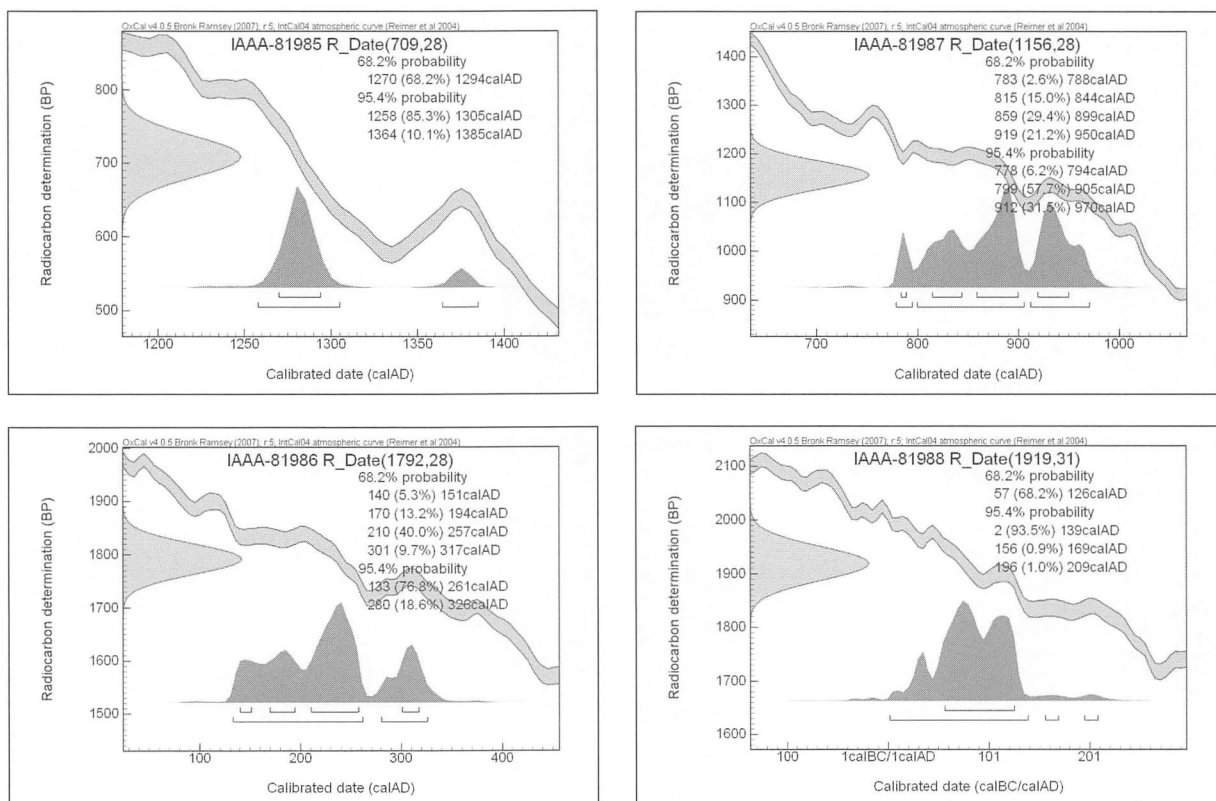 OxCal v4.0.5 Bronk Ramsey (2007); r:5; IntCal04 atmospheric curve (Reimer et al 2004)
IAAA-81985 R_Date(709,28)
68.2% probability
1270 (68.2%) 1294calAD
95.4% probability
1258 (85.3%) 1305calAD
1364 (10.1%) 1385calAD
Radiocarbon determination (BP)
800
700
600
500
1200
1250
1300
1350
1400
Calibrated date (calAD)
OxCal v4.0.5 Bronk Ramsey (2007); r:5; IntCal04 atmospheric curve (Reimer et al 2004)
IAAA-81987 R_Date(1156,28)
68.2% probability
783 (2.6%) 788calAD
815 (15.0%) 844calAD
859 (29.4%) 899calAD
919 (21.2%) 950calAD
95.4% probability
778 (6.2%) 794calAD
799 (57.7%) 905calAD
912 (31.5%) 970calAD
Radiocarbon determination (BP)
1400
1300
1200
1100
1000
900
700
800
900
1000
Calibrated date (calAD)
OxCal v4.0.5 Bronk Ramsey (2007); r:5; IntCal04 atmospheric curve (Reimer et al 2004)
IAAA-81986 R_Date(1792,28)
68.2% probability
140 (5.3%) 151calAD
170 (13.2%) 194calAD
210 (40.0%) 257calAD
301 (9.7%) 317calAD
95.4% probability
133 (76.8%) 261calAD
280 (18.6%) 326calAD
Radiocarbon determination (BP)
2000
1900
1800
1700
1600
1500
100
200
300
400
Calibrated date (calAD)
OxCal v4.0.5 Bronk Ramsey (2007); r:5; IntCal04 atmospheric curve (Reimer et al 2004)
IAAA-81988 R_Date(1919,31)
68.2% probability
57 (68.2%) 126calAD
95.4% probability
2 (93.5%) 139calAD
156 (0.9%) 169calAD
196 (1.0%) 209calAD
Radiocarbon determination (BP)
2100
2000
1900
1800
1700
1600
100
1calBC/1calAD
101
201
Calibrated date (calBC/calAD)